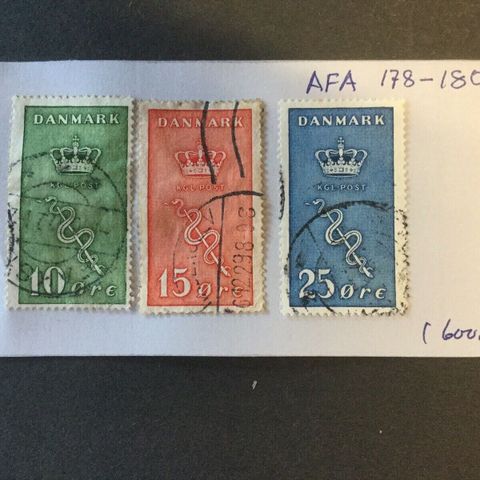 AFA 178-180
DANMARK
KGL POST
10 ØRE
DANMARK
KGL POST
15 ØRE
DANMARK
KGL POST
25 ØRE
(600.